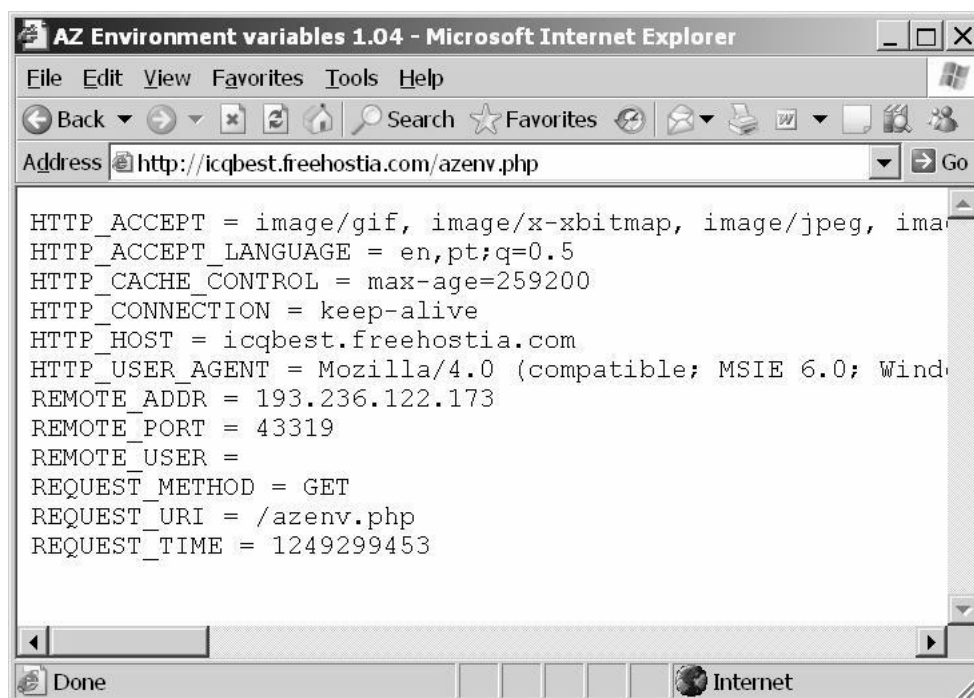 AZ Environment variables 1.04 - Microsoft Internet Explorer
File Edit View Favorites Tools Help
Back Search Favorites
Address http://icqbest.freehostia.com/azenv.php Go
HTTP_ACCEPT = image/gif, image/x-xbitmap, image/jpeg, ima
HTTP_ACCEPT_LANGUAGE = en,pt;q=0.5
HTTP_CACHE_CONTROL = max-age=259200
HTTP_CONNECTION = keep-alive
HTTP_HOST = icqbest.freehostia.com
HTTP_USER_AGENT = Mozilla/4.0 (compatible; MSIE 6.0; Wind
REMOTE_ADDR = 193.236.122.173
REMOTE_PORT = 43319
REMOTE_USER =
REQUEST_METHOD = GET
REQUEST_URI = /azenv.php
REQUEST_TIME = 1249299453
Done Internet